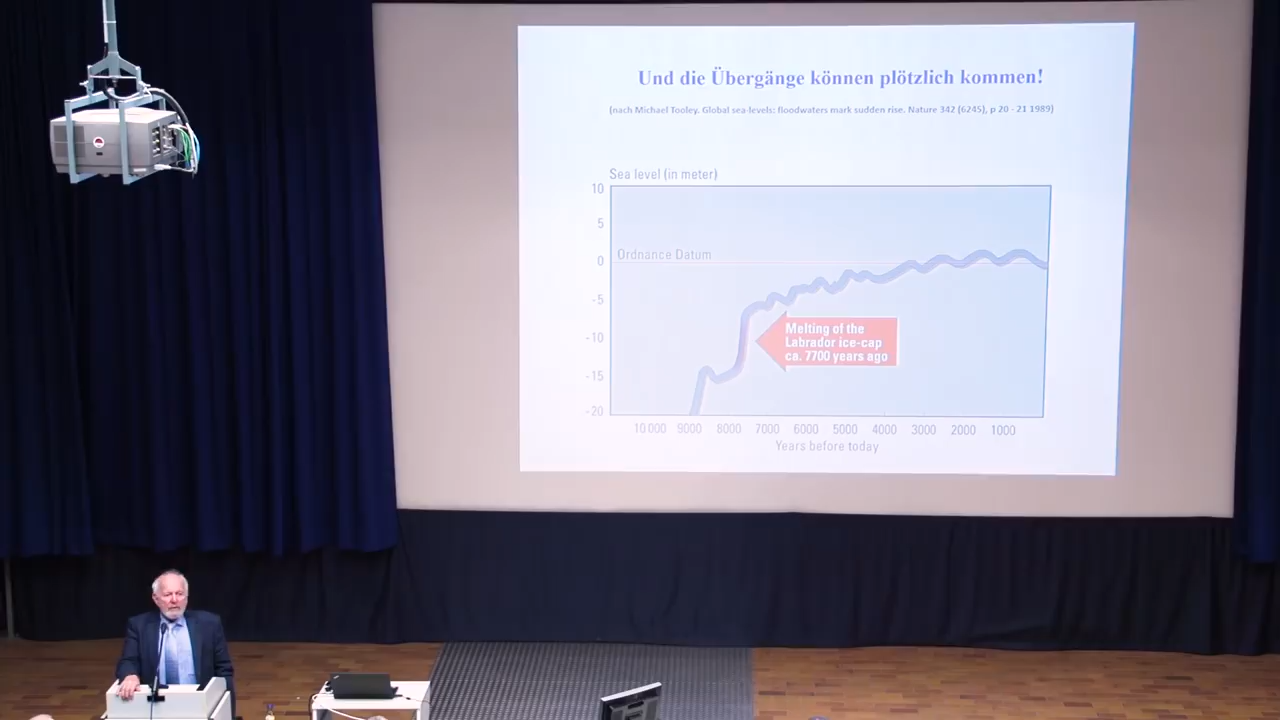 Und die Übergänge können plötzlich kommen!
(nach Michael Tooley. Global sea-levels: floodwaters mark sudden rise. Nature 342 (6245), p 20 - 21 1989)
Sea level (in meter)
10
5
Ordnance Datum
0
-5
-10
-15
-20
Melting of the
Labrador ice-cap
ca. 7700 years ago
10000 9000 8000 7000 6000 5000 4000 3000 2000 1000
Years before today